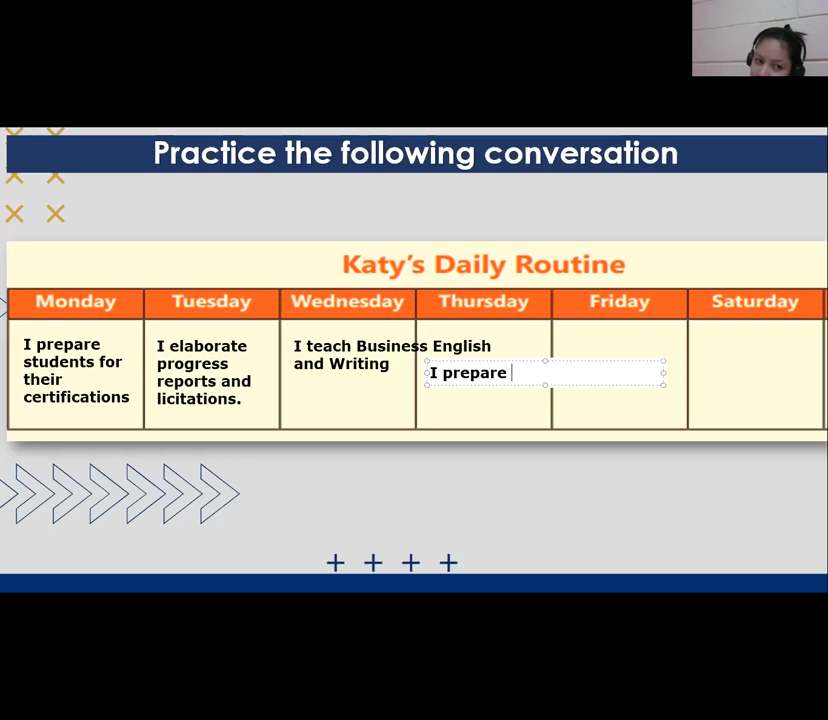 Practice the following conversation
Katy's Daily Routine
Monday
Tuesday
Wednesday
Thursday
Friday
Saturday
I prepare
students for
their
certifications
I elaborate
progress
reports and
licitations.
I teach Business English
and Writing
I prepare